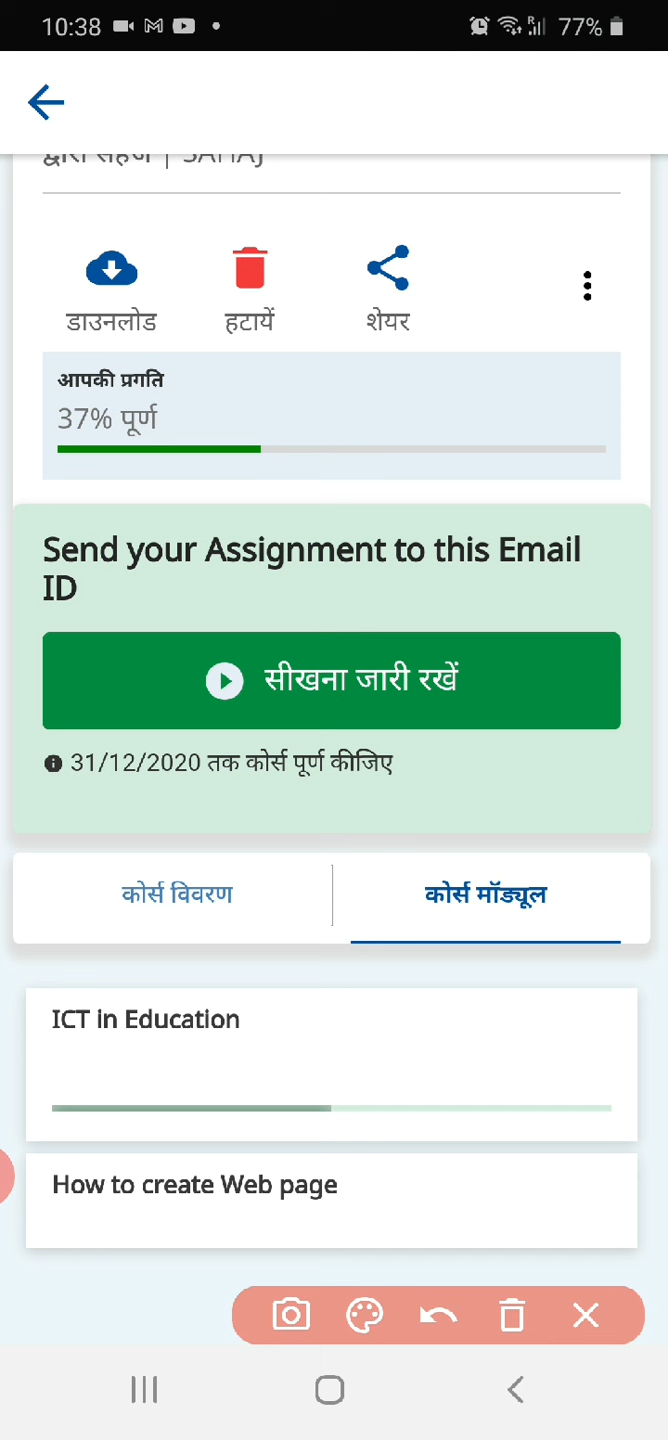 10:38
77%
डाउनलोड हटायें शेयर
आपकी प्रगति
37% पूर्ण
Send your Assignment to this Email
ID
सीखना जारी रखें
31/12/2020 तक कोर्स पूर्ण कीजिए
कोर्स विवरण कोर्स मॉड्यूल
ICT in Education
How to create Web page